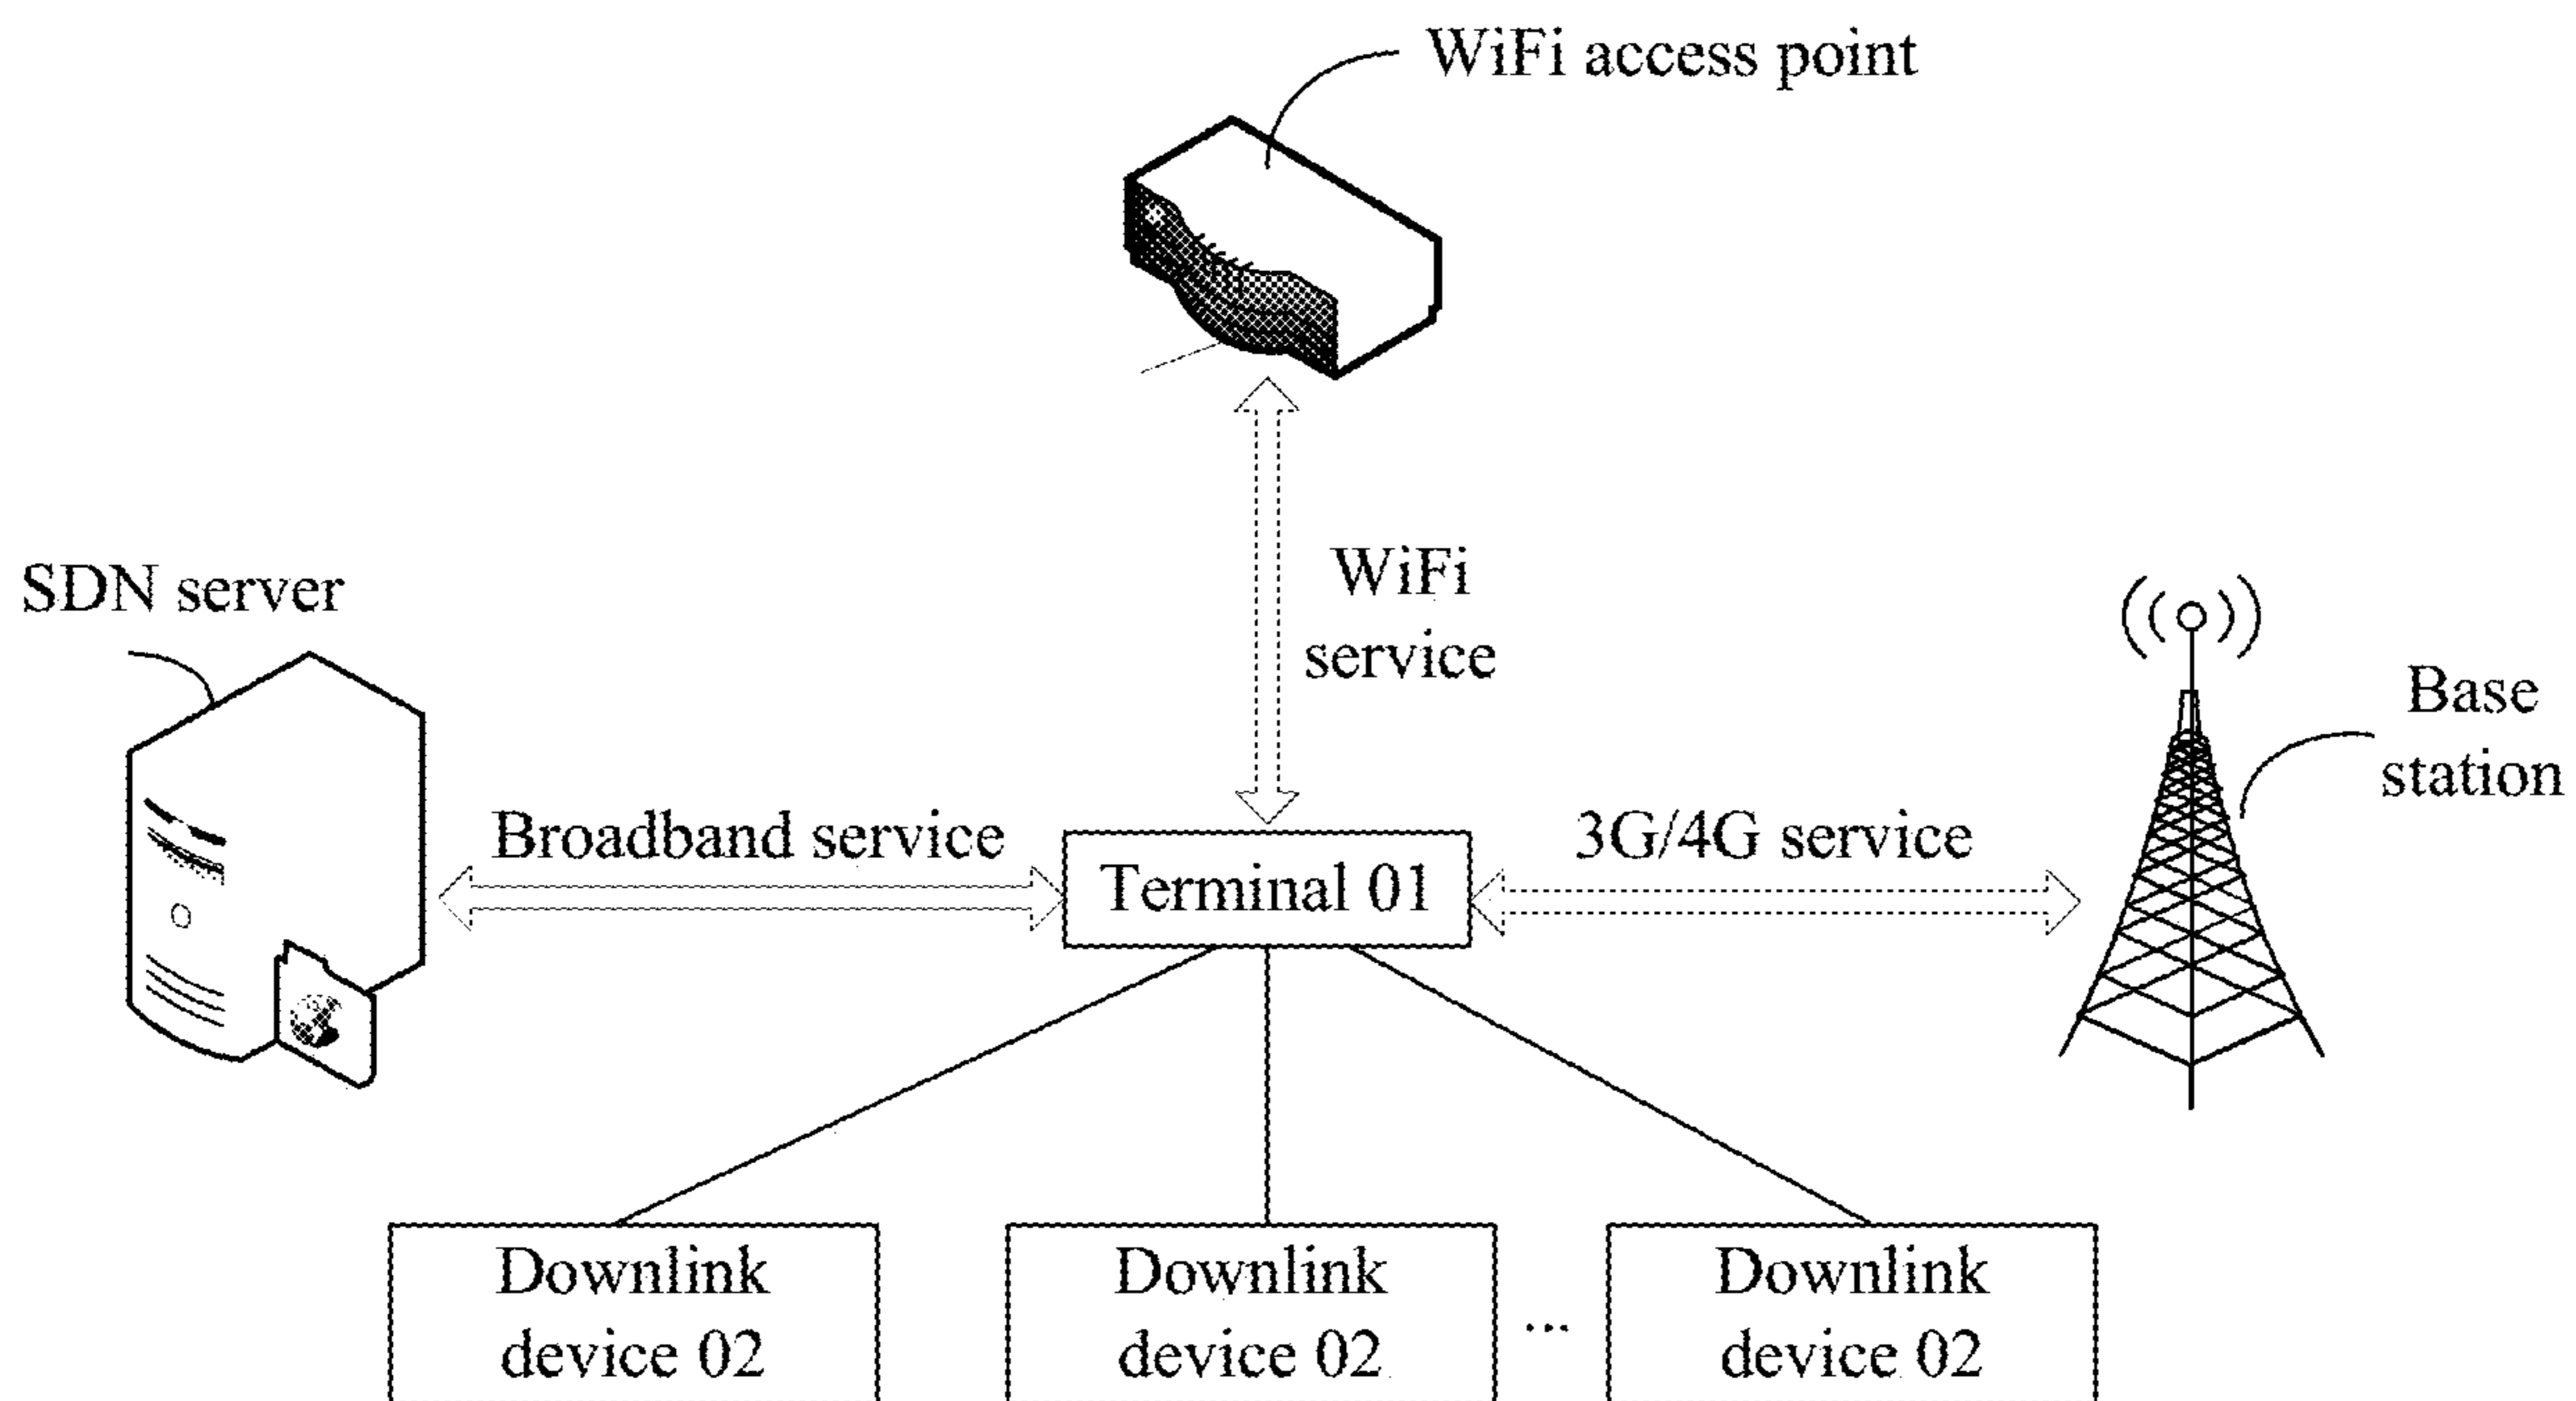 WiFi access point
WiFi
service
SDN server
Base
station
Broadband service
Terminal 01
3G/4G service
Downlink
device 02
Downlink
device 02
...
Downlink
device 02